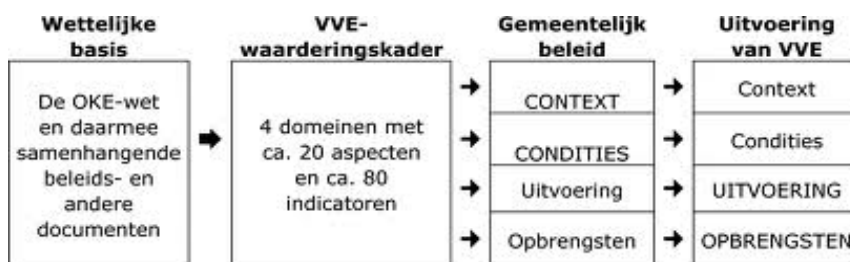 Wettelijke
basis
VVE-
waarderingskader
Gemeentelijk
beleid
Uitvoering
van VVE
De OKE-wet
en daarmee
samenhangende
beleids- en
andere
documenten
4 domeinen met
ca. 20 aspecten
en ca. 80
indicatoren
CONTEXT
CONDITIES
Uitvoering
Opbrengsten
Context
Condities
UITVOERING
OPBRENGSTEN